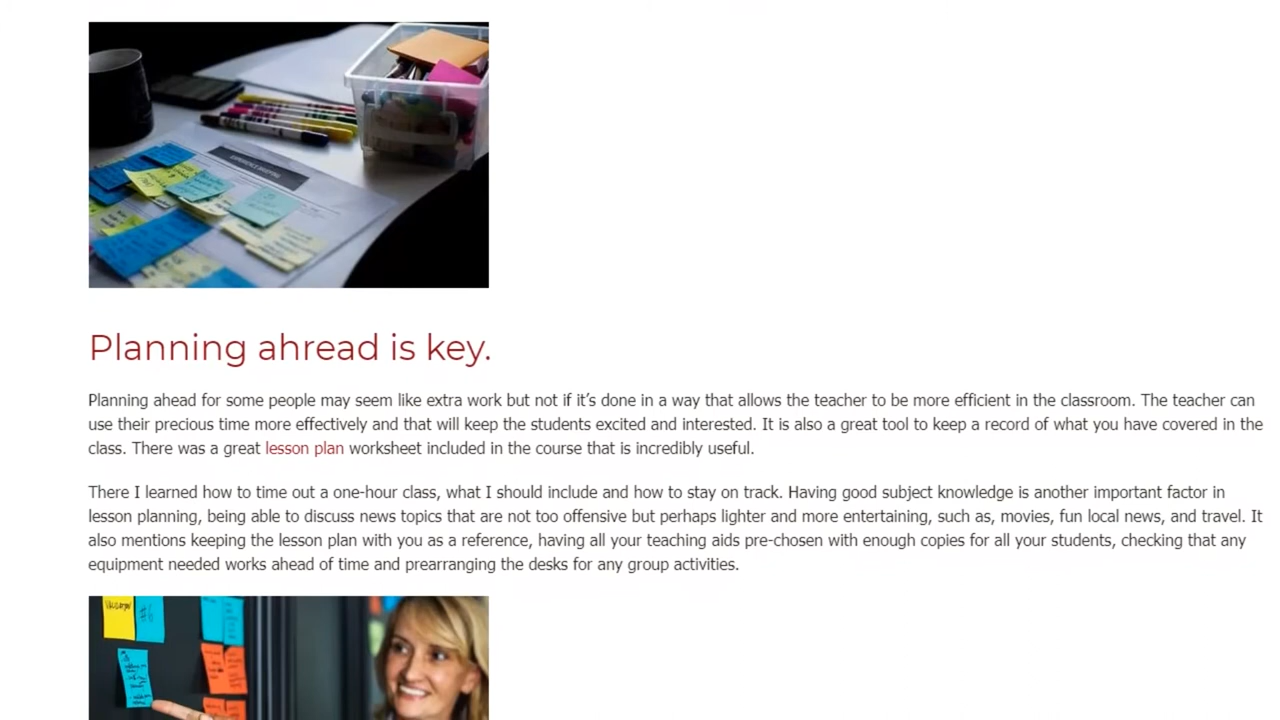 EXPERIENCE BRIEFING
Planning ahread is key.
Planning ahead for some people may seem like extra work but not if it’s done in a way that allows the teacher to be more efficient in the classroom. The teacher can
use their precious time more effectively and that will keep the students excited and interested. It is also a great tool to keep a record of what you have covered in the
class. There was a great lesson plan worksheet included in the course that is incredibly useful.
There I learned how to time out a one-hour class, what I should include and how to stay on track. Having good subject knowledge is another important factor in
lesson planning, being able to discuss news topics that are not too offensive but perhaps lighter and more entertaining, such as, movies, fun local news, and travel. It
also mentions keeping the lesson plan with you as a reference, having all your teaching aids pre-chosen with enough copies for all your students, checking that any
equipment needed works ahead of time and prearranging the desks for any group activities.
#6